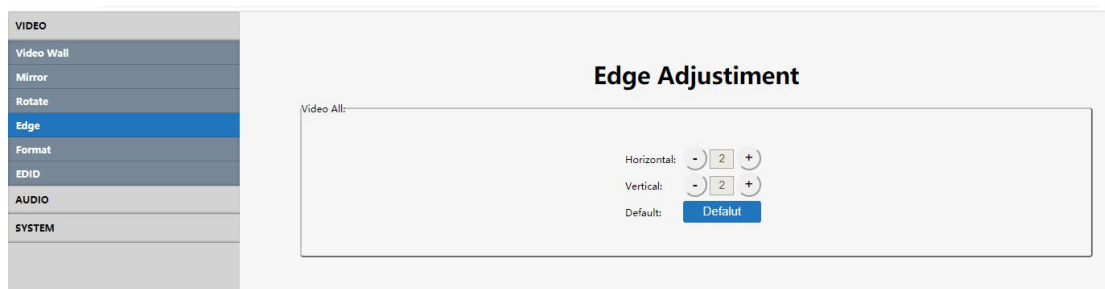 VIDEO
Video Wall
Mirror
Rotate
Edge
Format
EDID
AUDIO
SYSTEM
Edge Adjustiment
Video All:
Horizontal: - 2 +
Vertical: - 2 +
Default: Defalut